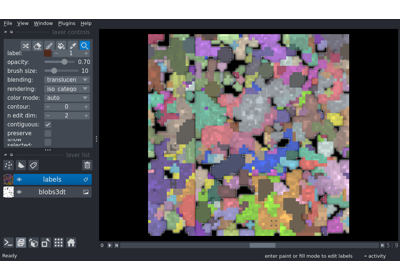 File View Window Plugins Help
layer controls
label: 1
opacity: 0.70
brush size: 10
blending: translucen
rendering: iso_catego
color mode: auto
contour: 0
n edit dim: 2
contiguous:
preserve
selected:
layer list
labels
blobs3dt
Ready
enter paint or fill mode to edit labels
activity